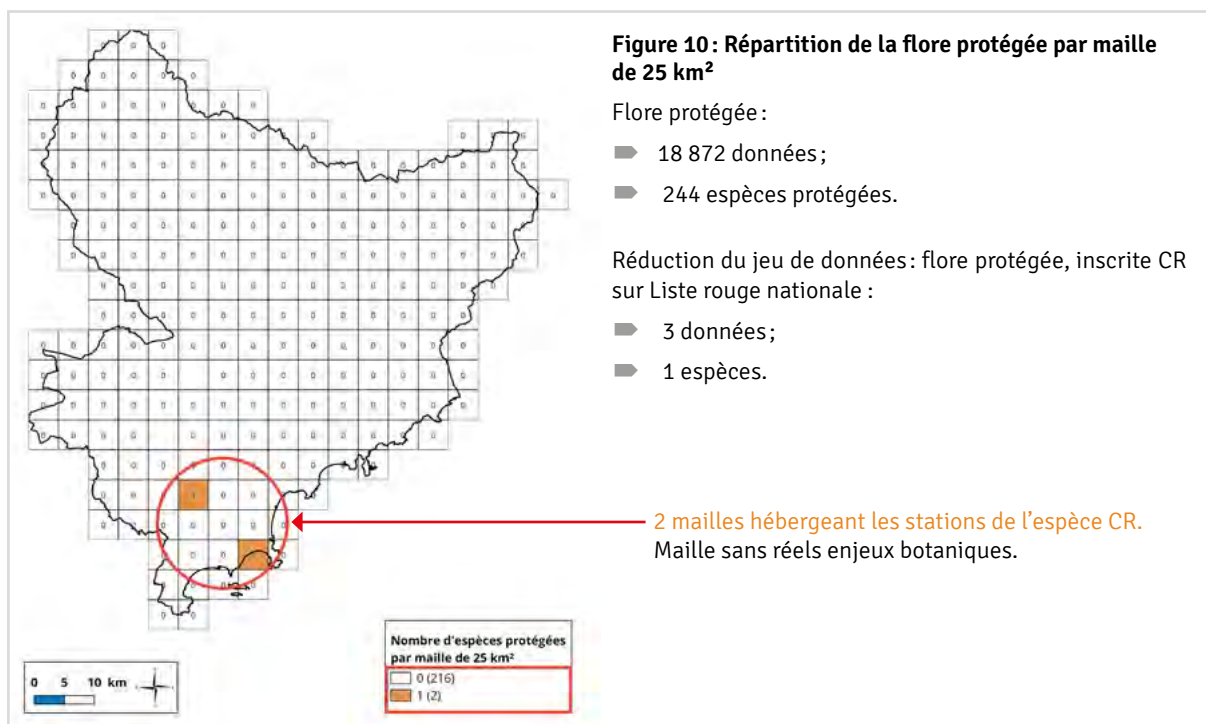 Figure 10 : Répartition de la flore protégée par maille
de 25 km²
Flore protégée :
18 872 données ;
244 espèces protégées.
Réduction du jeu de données : flore protégée, inscrite CR
sur Liste rouge nationale :
3 données ;
1 espèces.
2 mailles hébergeant les stations de l’espèce CR.
Maille sans réels enjeux botaniques.
Nombre d'espèces protégées
par maille de 25 km²
0 (216)
1 (2)
0 5 10 km